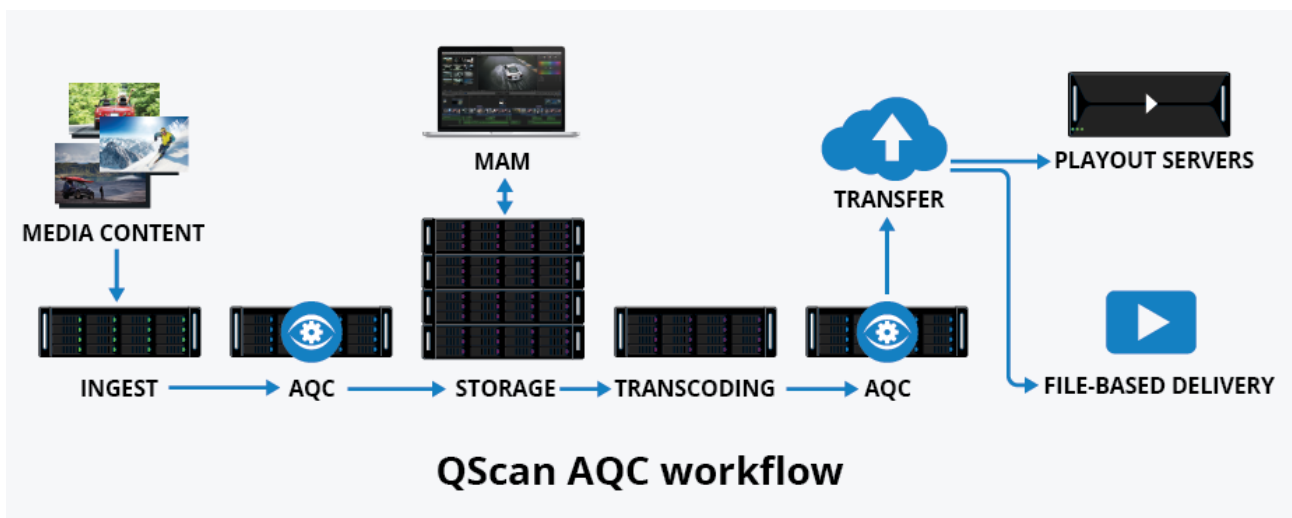 MEDIA CONTENT
INGEST
AQC
MAM
STORAGE
TRANSCODING
AQC
TRANSFER
PLAYOUT SERVERS
FILE-BASED DELIVERY
QScan AQC workflow